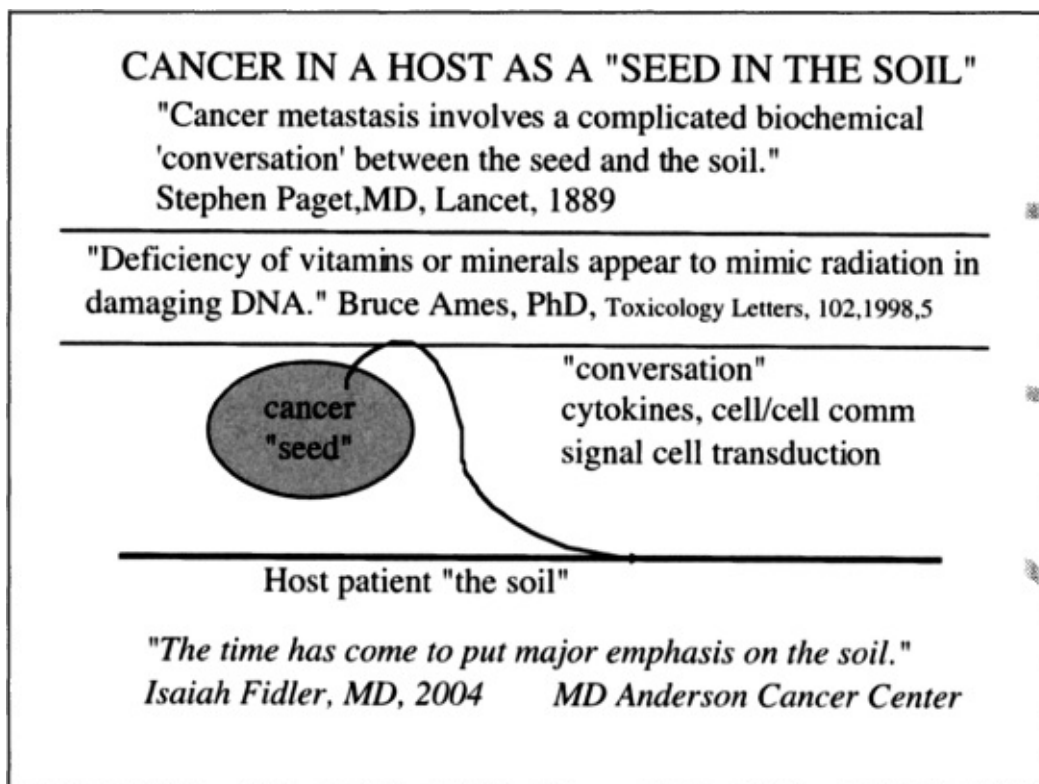 CANCER IN A HOST AS A "SEED IN THE SOIL"
"Cancer metastasis involves a complicated biochemical
'conversation' between the seed and the soil."
Stephen Paget,MD, Lancet, 1889
"Deficiency of vitamins or minerals appear to mimic radiation in
damaging DNA." Bruce Ames, PhD, Toxicology Letters, 102,1998,5
"conversation"
cancer
cytokines, cell/cell comm
"seed"
signal cell transduction
Host patient "the soil"
"The time has come to put major emphasis on the soil."
Isaiah Fidler, MD, 2004 MD Anderson Cancer Center